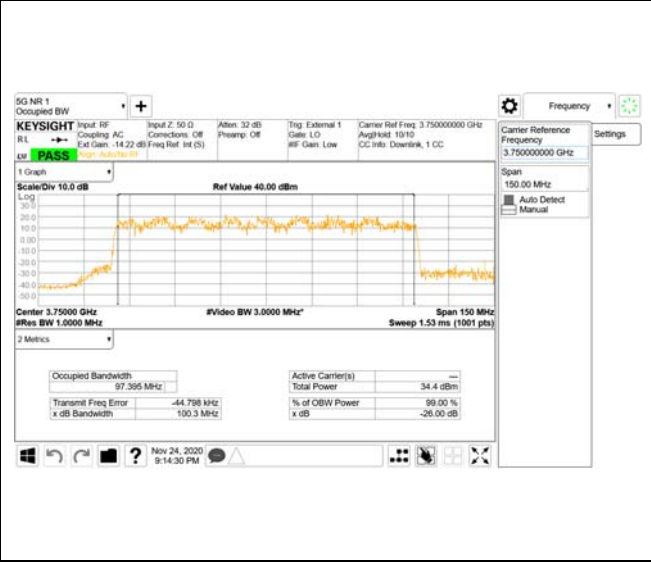 5G NR 1
Occupied BW
Frequency
KEYSIGHT
R L
PASS
Input: RF
Coupling: AC
Ext Gain: -14.22 dB
Align: Auto/No RF
Input Z: 50 Ω
Corrections: Off
Freq Ref: Int (S)
Atten: 32 dB
Preamp: Off
Trig: External 1
Gate: LO
#IF Gain: Low
Carrier Ref Freq: 3.750000000 GHz
Avg|Hold: 10/10
CC Info: Downlink, 1 CC
Carrier Reference
Frequency
3.750000000 GHz
Settings
Span
150.00 MHz
Auto Detect
Manual
1 Graph
Scale/Div 10.0 dB
Ref Value 40.00 dBm
Log
30.0
20.0
10.0
0.00
-10.0
-20.0
-30.0
-40.0
-50.0
Center 3.75000 GHz
#Video BW 3.0000 MHz*
Span 150 MHz
#Res BW 1.0000 MHz
Sweep 1.53 ms (1001 pts)
2 Metrics
Occupied Bandwidth
97.395 MHz
Transmit Freq Error -44.798 kHz
x dB Bandwidth 100.3 MHz
Active Carrier(s) ---
Total Power 34.4 dBm
% of OBW Power 99.00 %
x dB -26.00 dB
?
Nov 24, 2020
9:14:30 PM